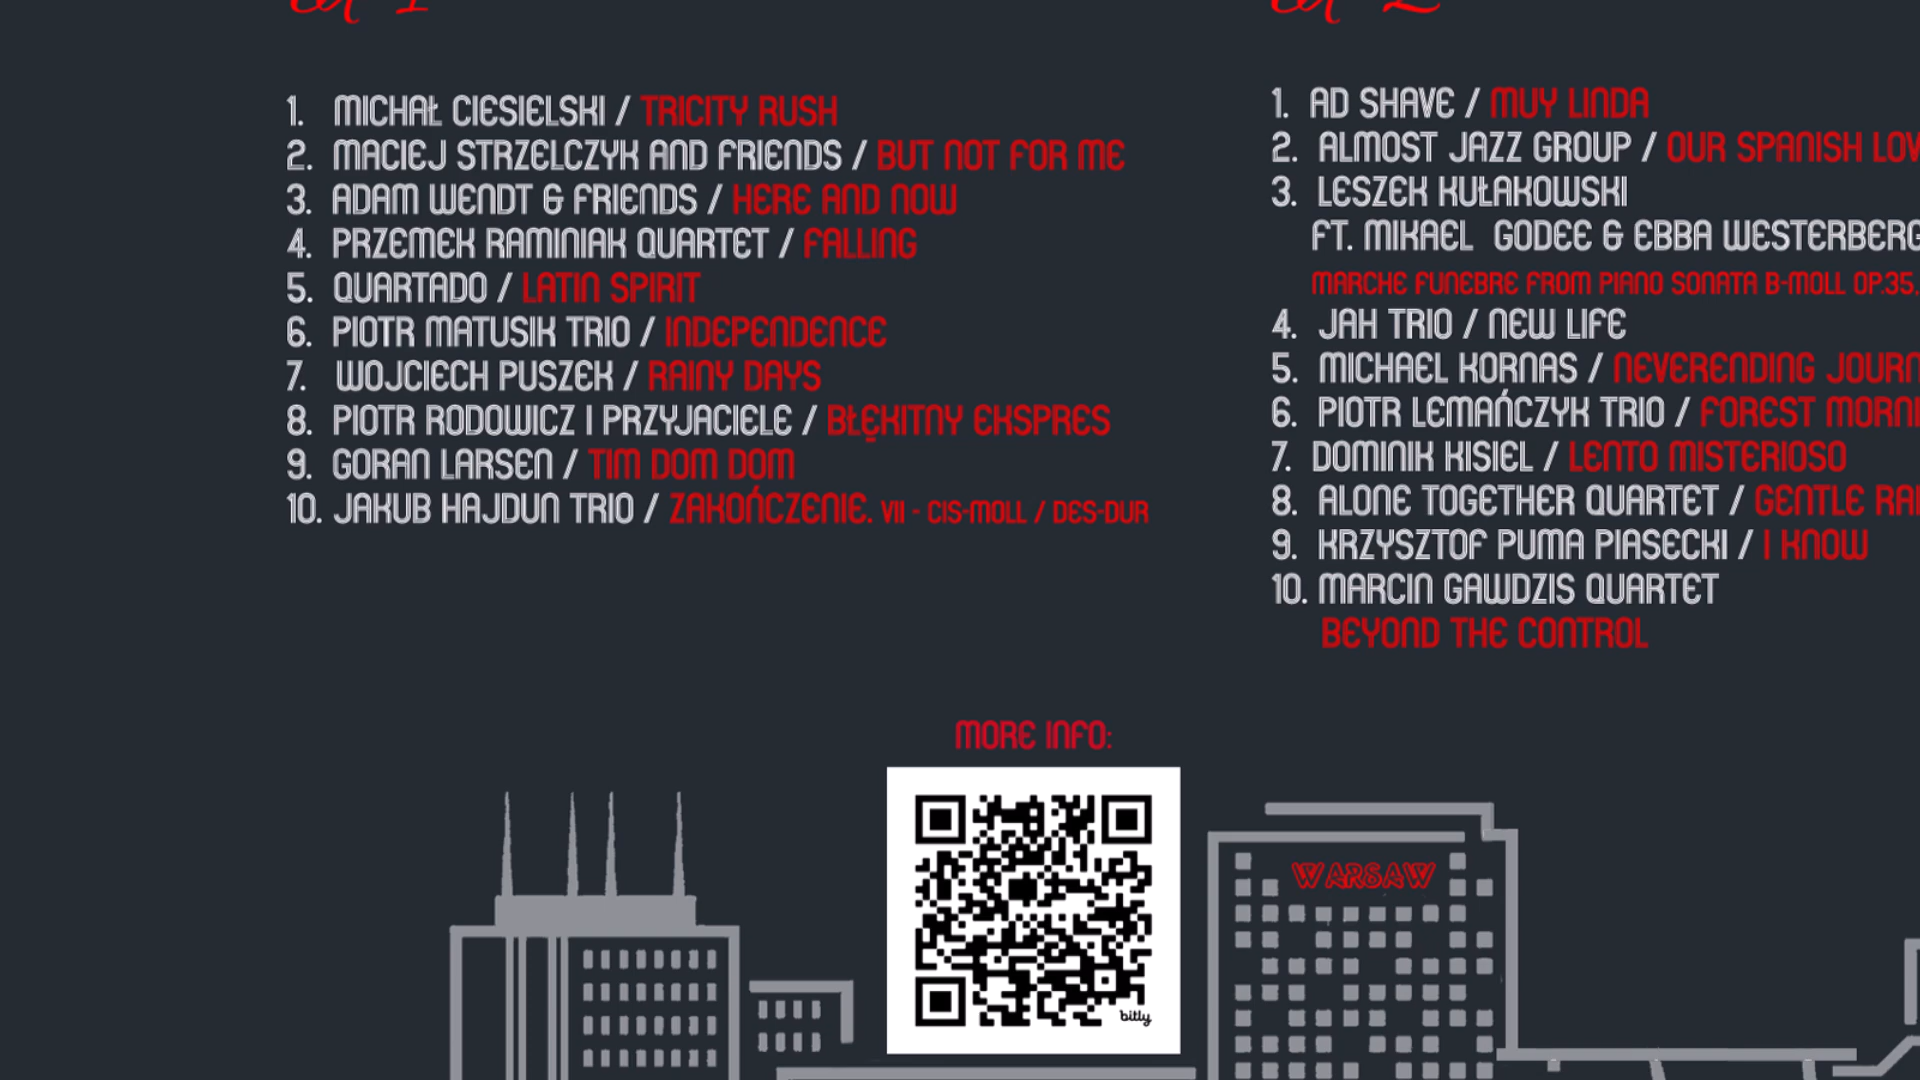 1. MICHAŁ CIESIELSKI / TRICITY RUSH
2. MACIEJ STRZELCZYK AND FRIENDS / BUT NOT FOR ME
3. ADAM WENDT & FRIENDS / HERE AND NOW
4. PRZEMEK RAMINIAK QUARTET / FALLING
5. QUARTADO / LATIN SPIRIT
6. PIOTR MATUSIK TRIO / INDEPENDENCE
7. WOJCIECH PUSZEK / RAINY DAYS
8. PIOTR RODOWICZ I PRZYJACIELE / BŁĘKITNY EKSPRES
9. GORAN LARSEN / TIM DOM DOM
10. JAKUB HAJDUN TRIO / ZAKOŃCZENIE. VII - CIS-MOLL / DES-DUR
1. AD SHAVE / MUY LINDA
2. ALMOST JAZZ GROUP / OUR SPANISH
3. LESZEK KUŁAKOWSKI
FT. MIKAEL GODEE & EBBA WESTERBERG
MARCHE FUNEBRE FROM PIANO SONATA B-MOLL OP.35,
4. JAH TRIO / NEW LIFE
5. MICHAEL KORNAS / NEVERENDING
6. PIOTR LEMAŃCZYK TRIO / FOREST
7. DOMINIK KISIEL / LENTO MISTERIOSO
8. ALONE TOGETHER QUARTET / GENTLE
9. KRZYSZTOF PUMA PIASECKI / I KNOW
10. MARCIN GAWDZIS QUARTET
BEYOND THE CONTROL
MORE INFO:
WARSAW
bitly